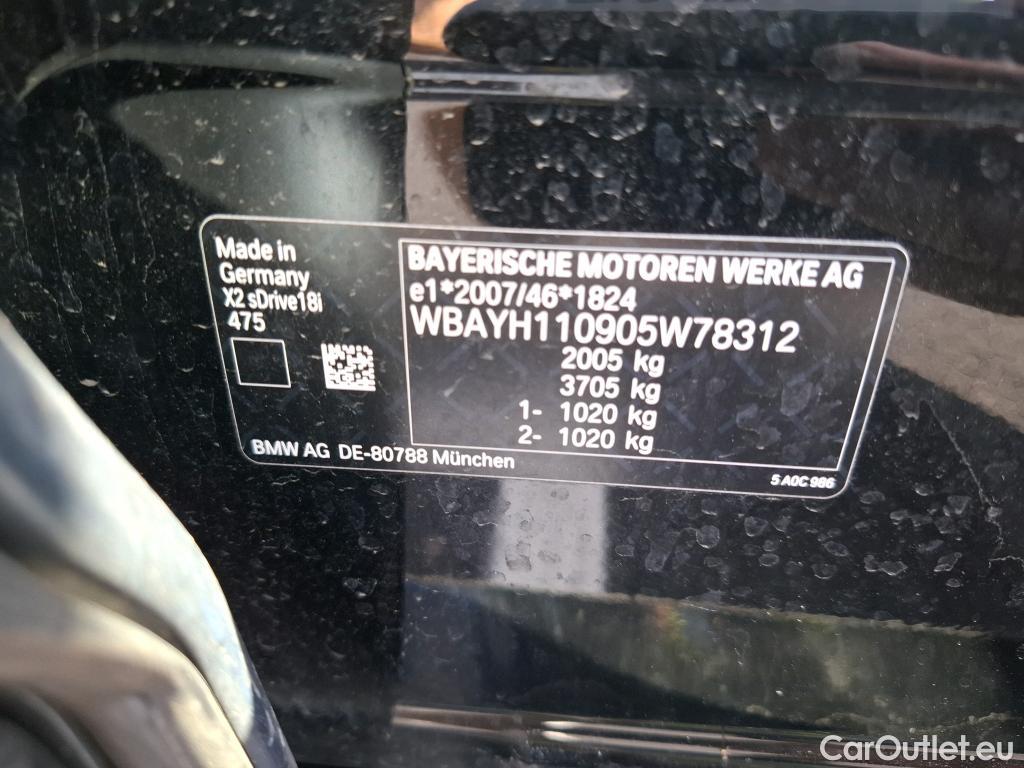 Made in
Germany
X2 sDrive18i
475
BAYERISCHE MOTOREN WERKE AG
e1*2007/46*1824
WBAYH110905W78312
2005 kg
3705 kg
1- 1020 kg
2- 1020 kg
BMW AG DE-80788 München
5 A0C 986
CarOutlet.eu